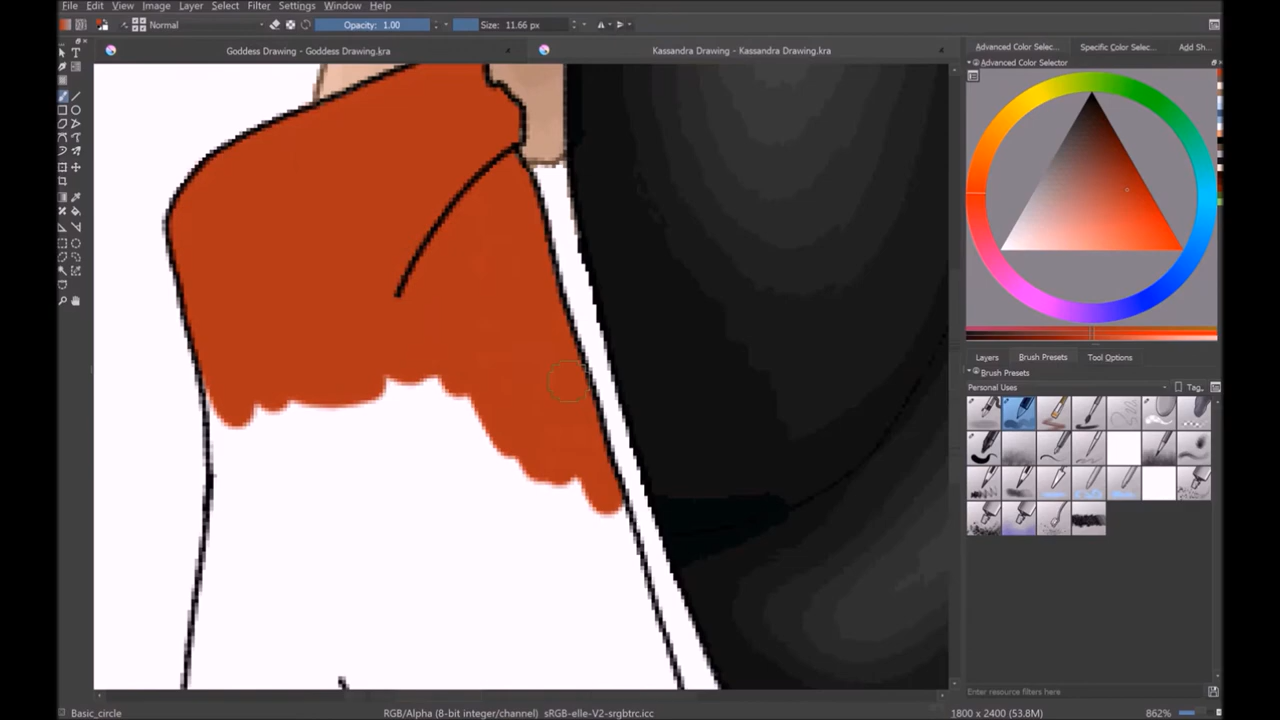 File Edit View Image Layer Select Filter Settings Window Help
Normal Opacity: 1.00 Size: 11.66 px
Goddess Drawing - Goddess Drawing.kra
Kassandra Drawing - Kassandra Drawing.kra
Advanced Color Selec... Specific Color Selec... Add Sh...
Advanced Color Selector
Layers Brush Presets Tool Options
Brush Presets
Personal Uses Tag
Enter resource filters here
Basic_circle RGB/Alpha (8-bit integer/channel) sRGB-elle-V2-srgbtrc.icc 1800 x 2400 (53.8M) 862%